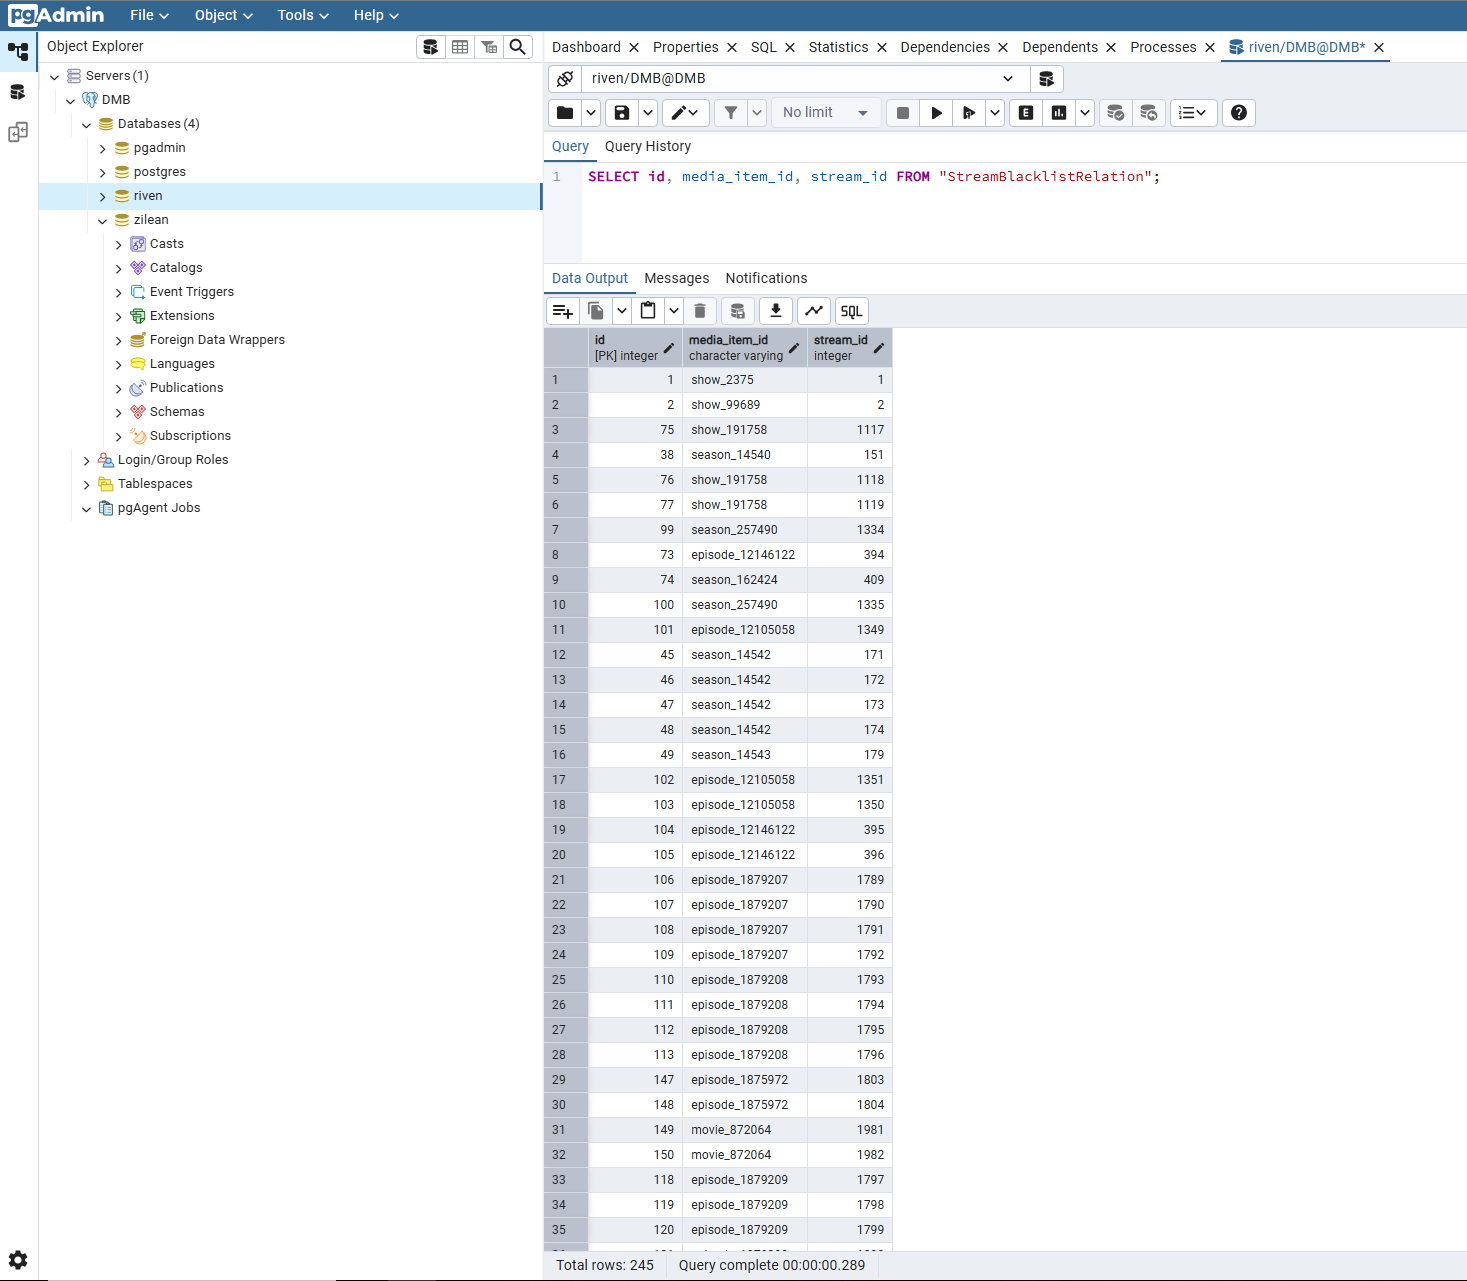 pgAdmin File Object Tools Help
Object Explorer
Servers (1)
DMB
Databases (4)
pgadmin
postgres
riven
zilean
Casts
Catalogs
Event Triggers
Extensions
Foreign Data Wrappers
Languages
Publications
Schemas
Subscriptions
Login/Group Roles
Tablespaces
pgAgent Jobs
Dashboard Properties SQL Statistics Dependencies Dependents Processes riven/DMB@DMB*
riven/DMB@DMB
No limit E
Query Query History
1 SELECT id, media_item_id, stream_id FROM "StreamBlacklistRelation";
Data Output Messages Notifications
SQL
id media_item_id stream_id
[PK] integer character varying integer
1 1 show_2375 1
2 2 show_99689 2
3 75 show_191758 1117
4 38 season_14540 151
5 76 show_191758 1118
6 77 show_191758 1119
7 99 season_257490 1334
8 73 episode_12146122 394
9 74 season_162424 409
10 100 season_257490 1335
11 101 episode_12105058 1349
12 45 season_14542 171
13 46 season_14542 172
14 47 season_14542 173
15 48 season_14542 174
16 49 season_14543 179
17 102 episode_12105058 1351
18 103 episode_12105058 1350
19 104 episode_12146122 395
20 105 episode_12146122 396
21 106 episode_1879207 1789
22 107 episode_1879207 1790
23 108 episode_1879207 1791
24 109 episode_1879207 1792
25 110 episode_1879208 1793
26 111 episode_1879208 1794
27 112 episode_1879208 1795
28 113 episode_1879208 1796
29 147 episode_1875972 1803
30 148 episode_1875972 1804
31 149 movie_872064 1981
32 150 movie_872064 1982
33 118 episode_1879209 1797
34 119 episode_1879209 1798
35 120 episode_1879209 1799
Total rows: 245 Query complete 00:00:00.289